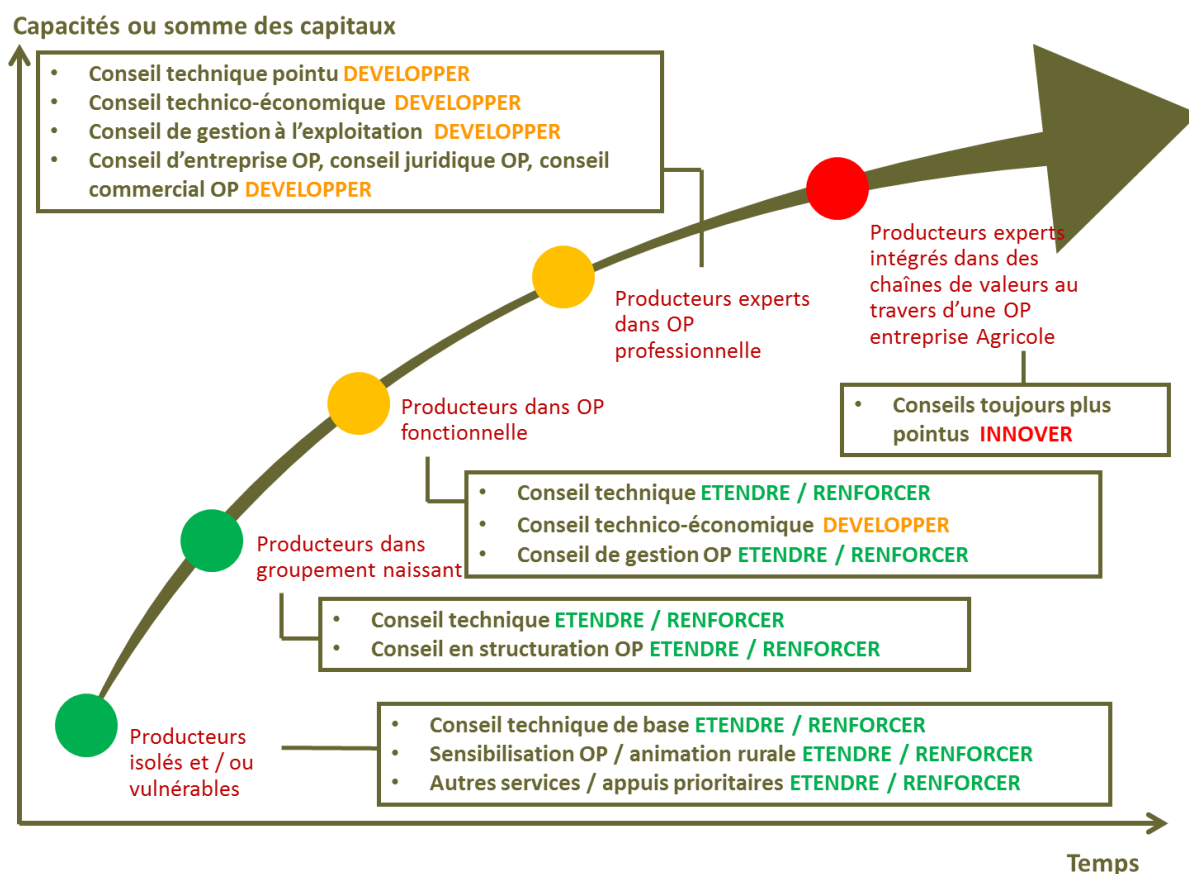 Capacités ou somme des capitaux
• Conseil technique pointu DEVELOPPER
• Conseil technico-économique DEVELOPPER
• Conseil de gestion à l'exploitation DEVELOPPER
• Conseil d'entreprise OP, conseil juridique OP, conseil
commercial OP DEVELOPPER
Producteurs experts
intégrés dans des
chaînes de valeurs au
travers d'une OP
entreprise Agricole
Producteurs experts
dans OP
professionnelle
• Conseils toujours plus
pointus INNOVER
Producteurs dans OP
fonctionnelle
• Conseil technique ETENDRE / RENFORCER
• Conseil technico-économique DEVELOPPER
• Conseil de gestion OP ETENDRE / RENFORCER
Producteurs dans
groupement naissant
• Conseil technique ETENDRE / RENFORCER
• Conseil en structuration OP ETENDRE / RENFORCER
Producteurs
isolés et / ou
vulnérables
• Conseil technique de base ETENDRE / RENFORCER
• Sensibilisation OP / animation rurale ETENDRE / RENFORCER
• Autres services / appuis prioritaires ETENDRE / RENFORCER
Temps